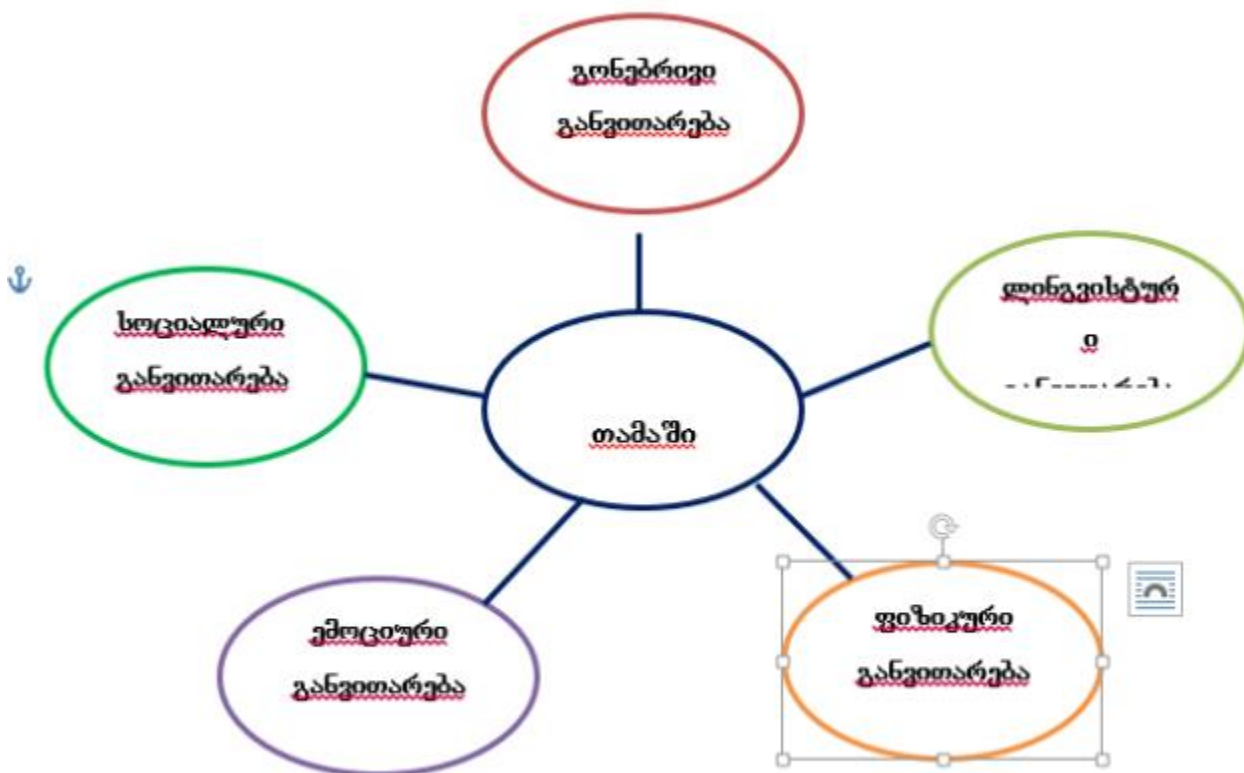 გონებრივი
განვითარება
ლინგვისტურ
ი
სოციალური
განვითარება
თამაში
ემოციური
განვითარება
ფიზიკური
განვითარება